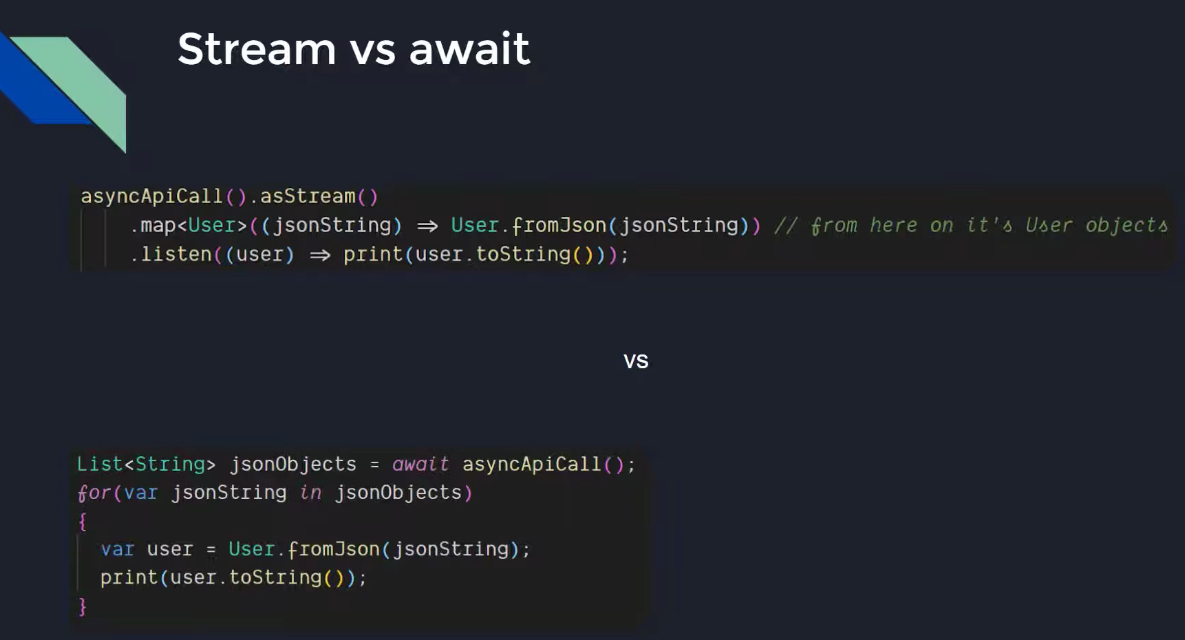 Stream vs await
asyncApiCall().asStream()
.map<User>((jsonString) => User.fromJson(jsonString)) // from here on it's User objects
.listen((user) => print(user.toString()));
vs
List<String> jsonObjects = await asyncApiCall();
for(var jsonString in jsonObjects)
{
var user = User.fromJson(jsonString);
print(user.toString());
}